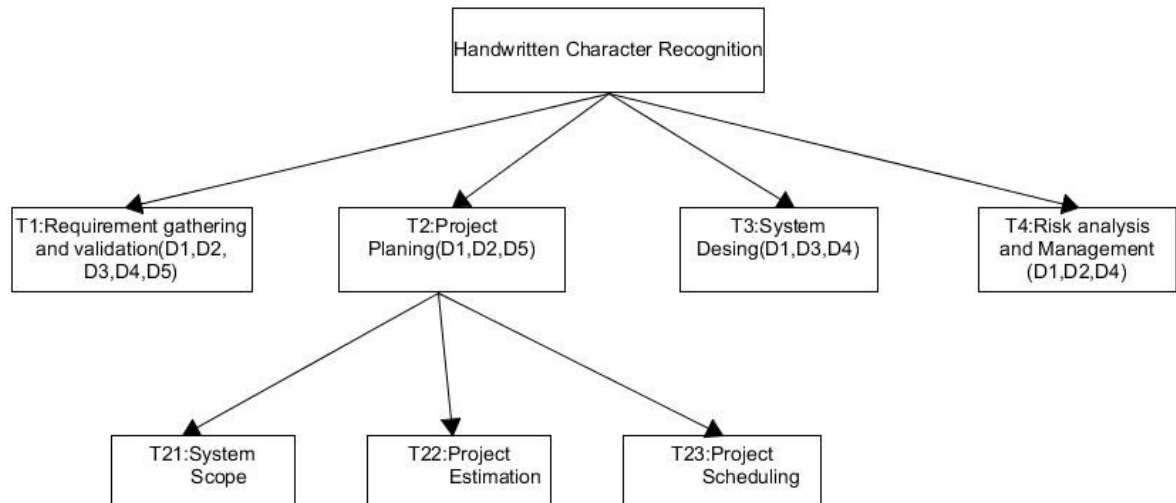 Handwritten Character Recognition
T1:Requirement gathering
and validation(D1,D2,
D3,D4,D5)
T2:Project
Planing(D1,D2,D5)
T3:System
Desing(D1,D3,D4)
T4:Risk analysis
and Management
(D1,D2,D4)
T21:System
Scope
T22:Project
Estimation
T23:Project
Scheduling